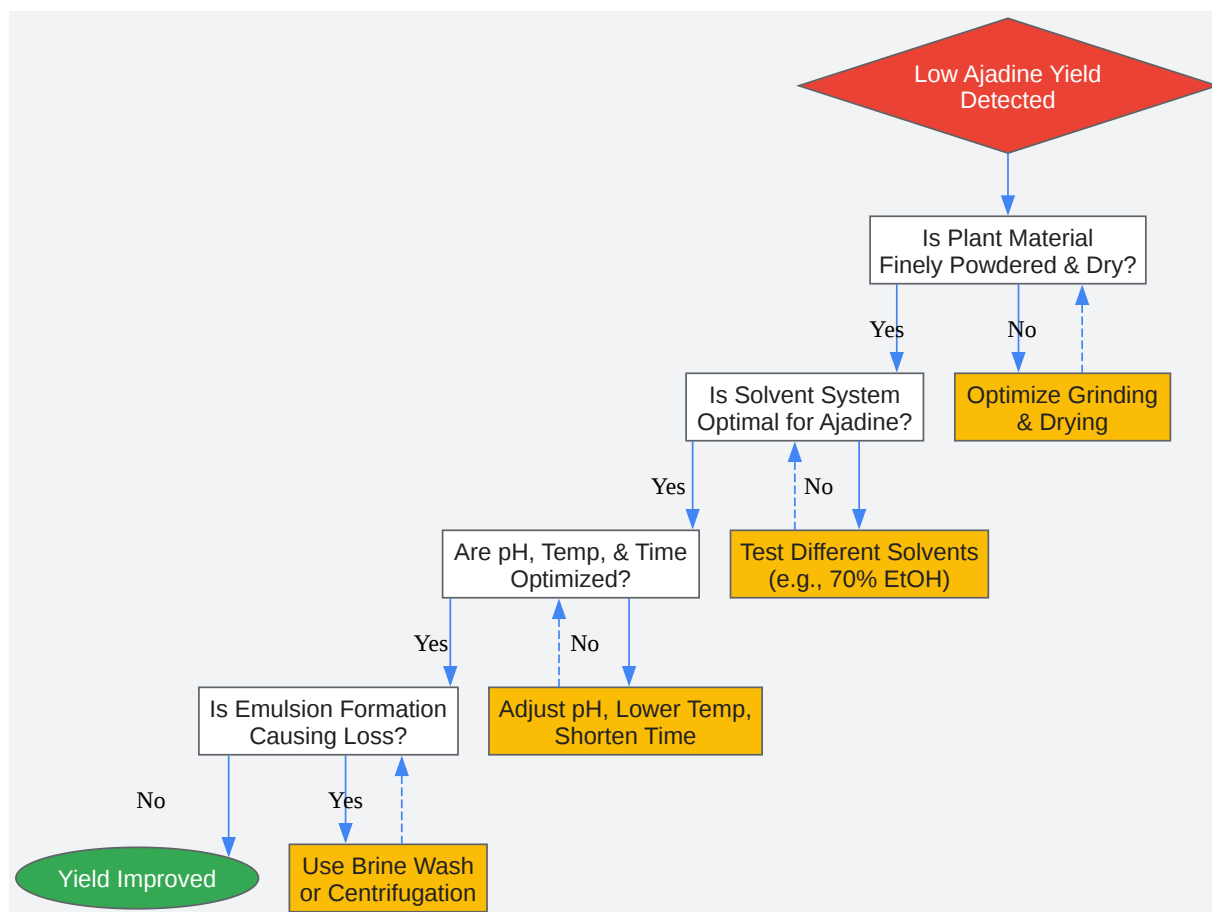 Low Ajadine Yield
Detected
Is Plant Material
Finely Powdered & Dry?
Yes
No
Is Solvent System
Optimal for Ajadine?
Optimize Grinding
& Drying
Yes
No
Are pH, Temp, & Time
Optimized?
Test Different Solvents
(e.g., 70% EtOH)
Yes
No
Is Emulsion Formation
Causing Loss?
Adjust pH, Lower Temp,
Shorten Time
No
Yes
Yield Improved
Use Brine Wash
or Centrifugation